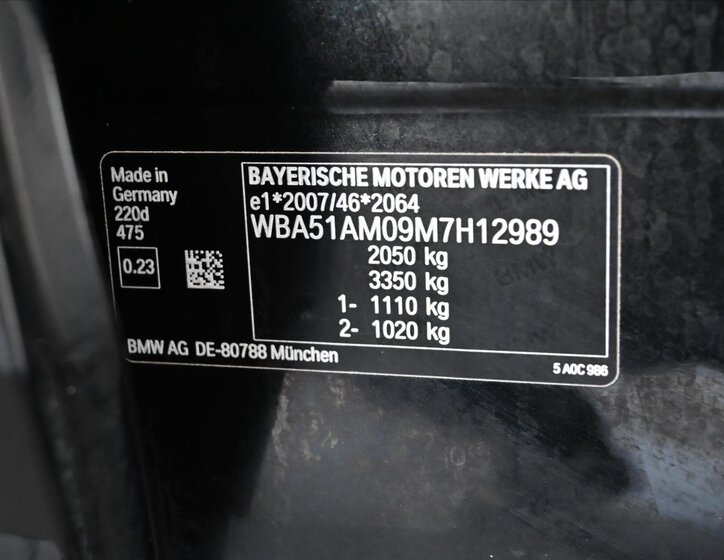 Made in
Germany
220d
475
0.23
BMW AG DE-80788 München
BAYERISCHE MOTOREN WERKE AG
e1*2007/46*2064
WBA51AM09M7H12989
2050 kg
3350 kg
1- 1110 kg
2- 1020 kg
5 A0C 986